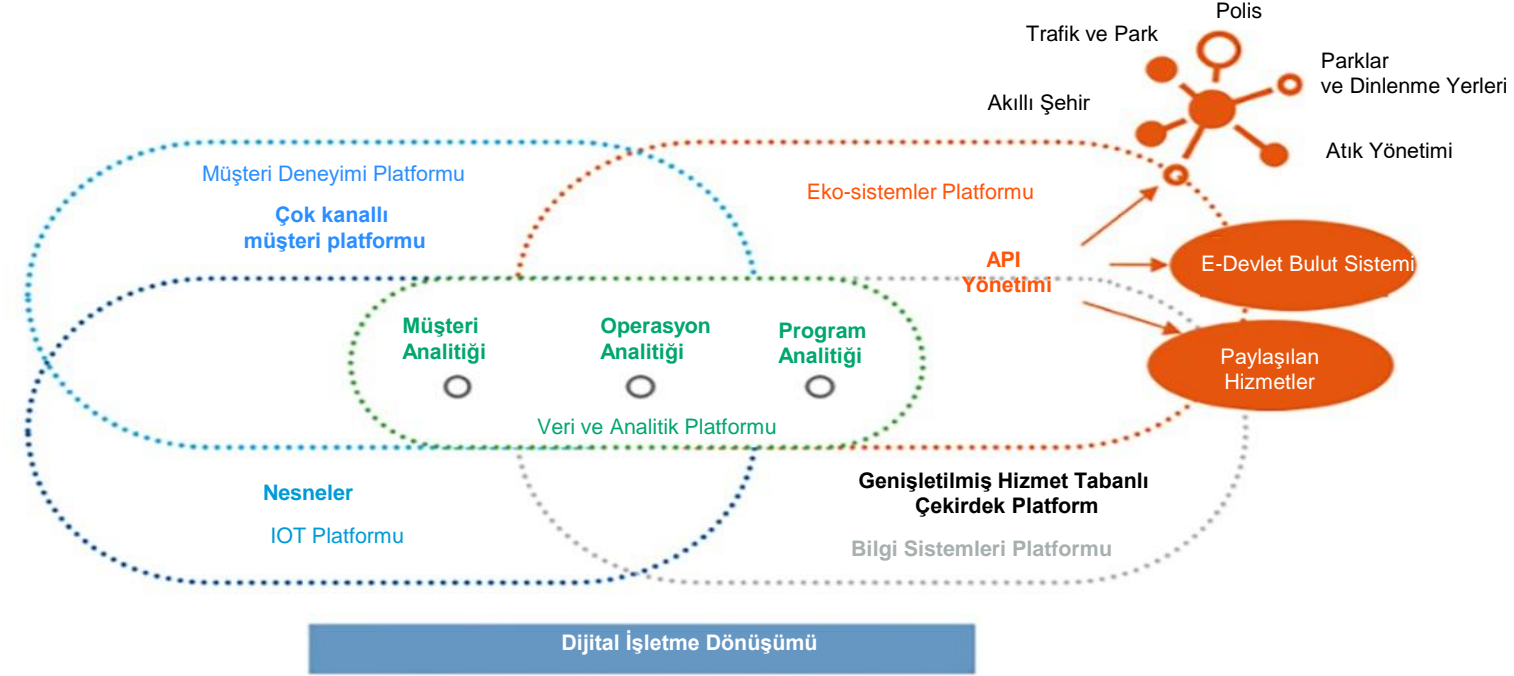 Polis
Trafik ve Park
Parklar
ve Dinlenme Yerleri
Akıllı Şehir
Atık Yönetimi
Müşteri Deneyimi Platformu
Çok kanallı
müşteri platformu
Eko-sistemler Platformu
API
Yönetimi
E-Devlet Bulut Sistemi
Müşteri
Analitiği
Operasyon
Analitiği
Program
Analitiği
Paylaşılan
Hizmetler
Veri ve Analitik Platformu
Nesneler
IOT Platformu
Genişletilmiş Hizmet Tabanlı
Çekirdek Platform
Bilgi Sistemleri Platformu
Dijital İşletme Dönüşümü